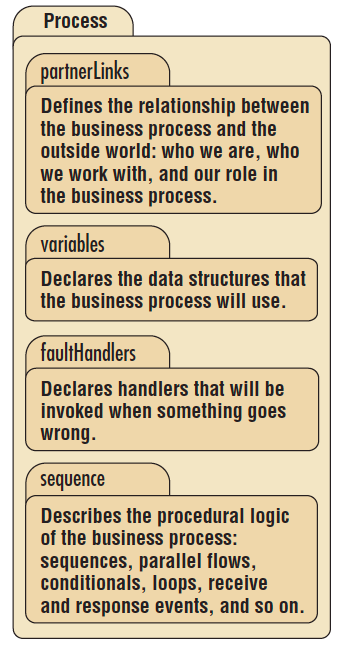 Process
partnerLinks
Defines the relationship between
the business process and the
outside world: who we are, who
we work with, and our role in
the business process.
variables
Declares the data structures that
the business process will use.
faultHandlers
Declares handlers that will be
invoked when something goes
wrong.
sequence
Describes the procedural logic
of the business process:
sequences, parallel flows,
conditionals, loops, receive
and response events, and so on.